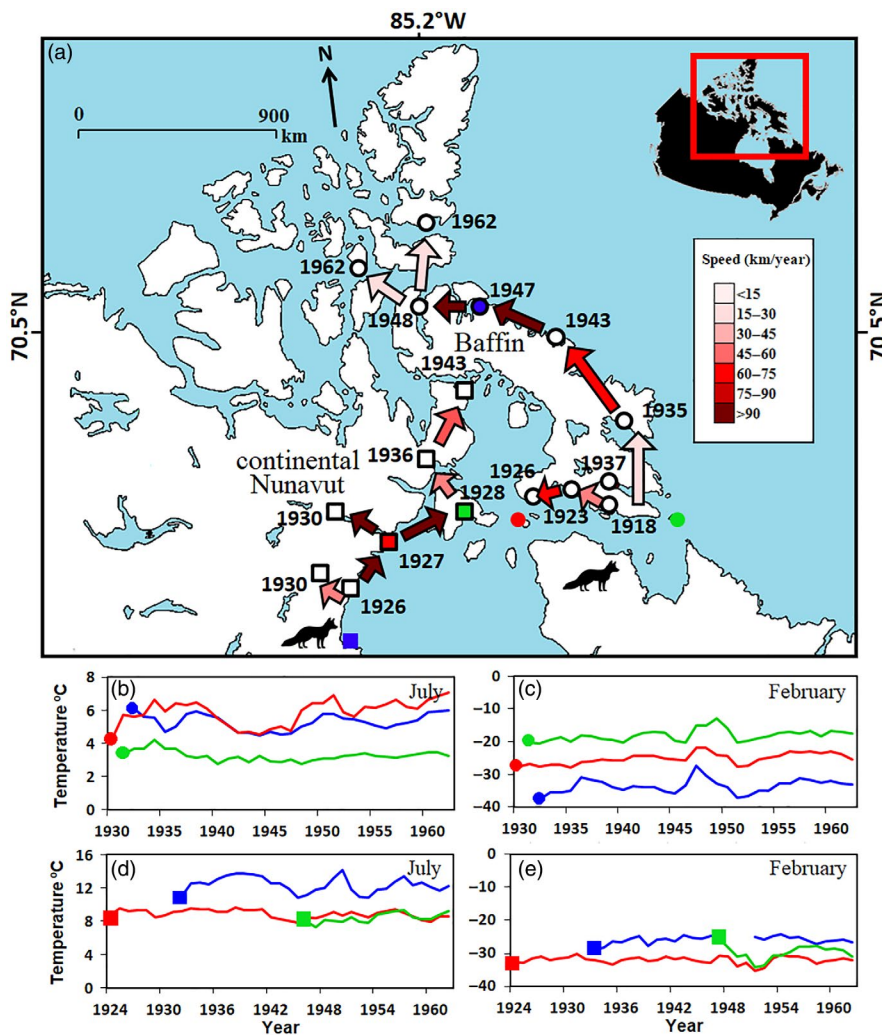 85.2°W
(a)
N
0 900
km
1962
1962
1947
1948
1943
70.5°N
70.5°N
Baffin
Speed (km/year)
<15
15–30
30–45
45–60
60–75
75–90
>90
1943
1935
1936
continental
Nunavut
1926
1937
1928
1930
1923
1918
1927
1930
1926
(b)
July
Temperature ºC
8
6
4
2
0
1930 1935 1940 1945 1950 1955 1960
(c)
February
0
−10
−20
−30
−40
1930 1935 1940 1945 1950 1955 1960
(d)
July
Temperature ºC
16
12
8
4
0
1924 1930 1936 1942 1948 1954 1960
Year
(e)
February
0
−10
−20
−30
−40
1924 1930 1936 1942 1948 1954 1960
Year